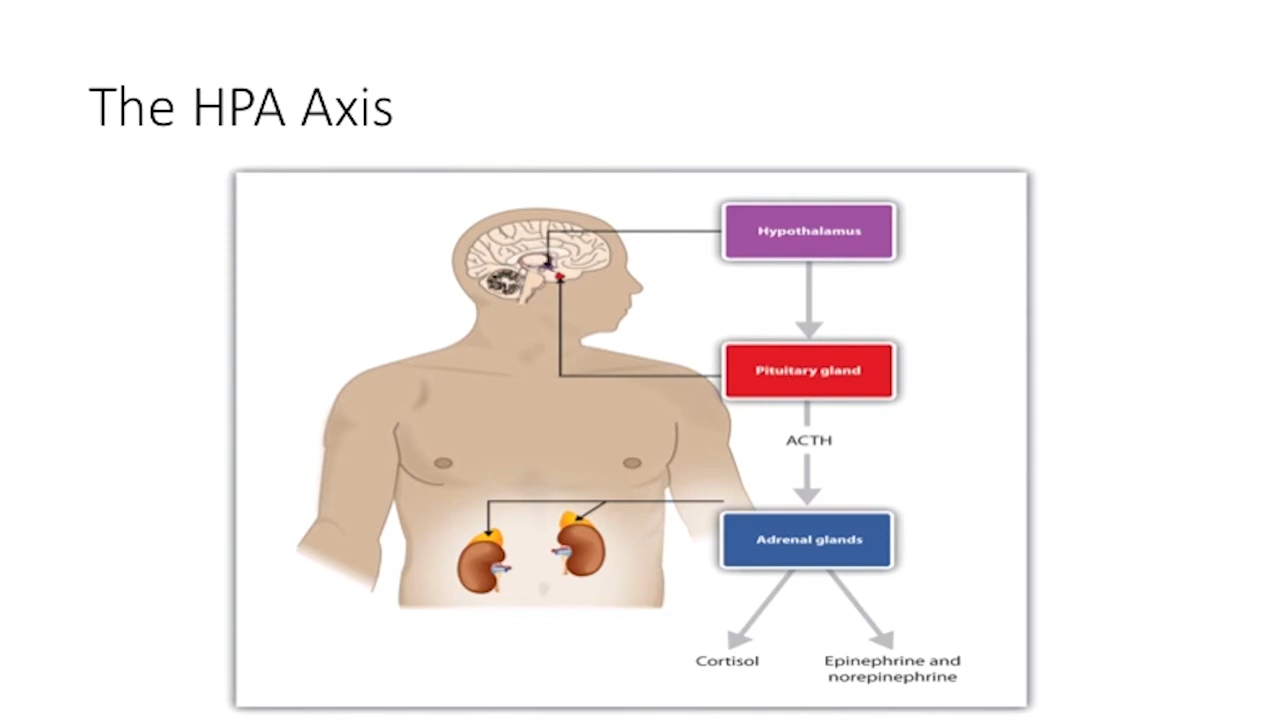 The HPA Axis
Hypothalamus
Pituitary gland
ACTH
Adrenal glands
Cortisol
Epinephrine and
norepinephrine